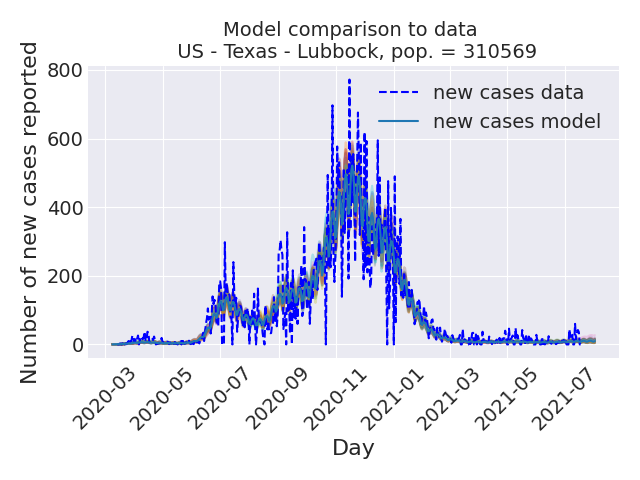 Model comparison to data
US - Texas - Lubbock, pop. = 310569
Number of new cases reported
800
600
400
200
0
new cases data
new cases model
2020-03
2020-05
2020-07
2020-09
2020-11
2021-01
2021-03
2021-05
2021-07
Day